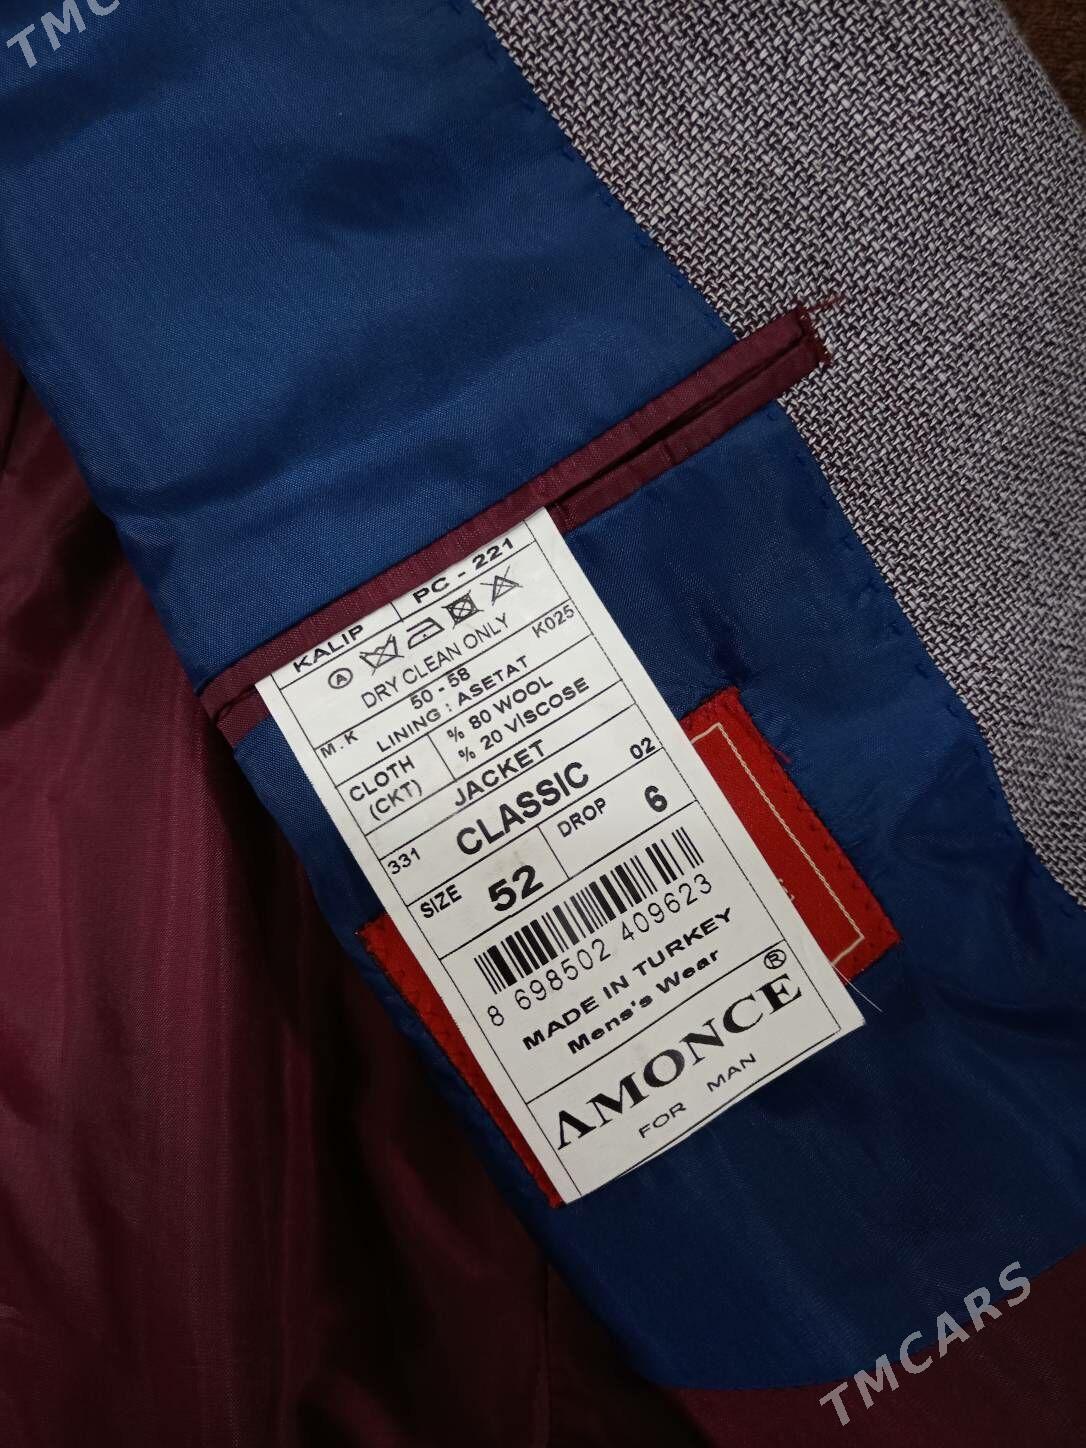 TMC
KALIP PC - 221
A
DRY CLEAN ONLY
M.K 50 - 58 K025
LINING : ASETAT
CLOTH (CKT) % 80 WOOL
% 20 VISCOSE
JACKET
331 CLASSIC 02
SIZE 52 DROP 6
8 698502 409623
MADE IN TURKEY
Mens's Wear
AMONCE®
FOR MAN
TMCARS